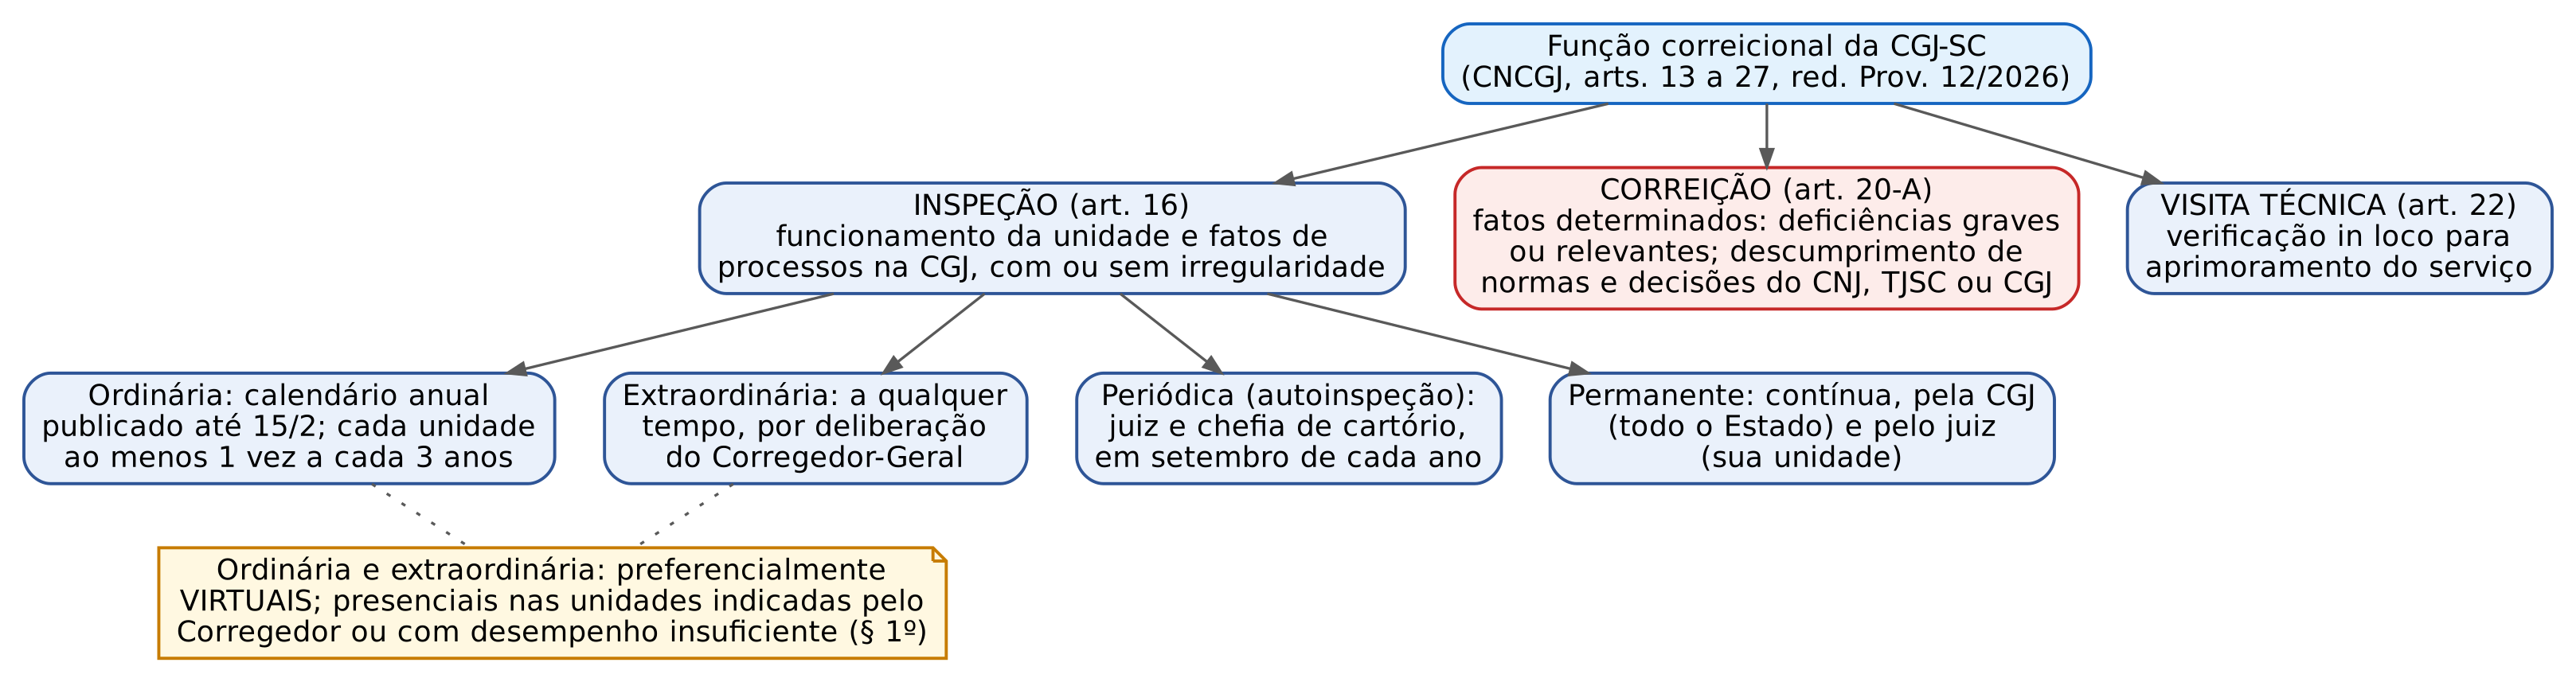 Função correicional da CGJ-SC
(CNCGJ, arts. 13 a 27, red. Prov. 12/2026)
INSPEÇÃO (art. 16)
funcionamento da unidade e fatos de
processos na CGJ, com ou sem irregularidade
CORREIÇÃO (art. 20-A)
fatos determinados: deficiências graves
ou relevantes; descumprimento de
normas e decisões do CNJ, TJSC ou CGJ
VISITA TÉCNICA (art. 22)
verificação in loco para
aprimoramento do serviço
Ordinária: calendário anual
publicado até 15/2; cada unidade
ao menos 1 vez a cada 3 anos
Extraordinária: a qualquer
tempo, por deliberação
do Corregedor-Geral
Periódica (autoinspeção):
juiz e chefia de cartório,
em setembro de cada ano
Permanente: contínua, pela CGJ
(todo o Estado) e pelo juiz
(sua unidade)
Ordinária e extraordinária: preferencialmente
VIRTUAIS; presenciais nas unidades indicadas pelo
Corregedor ou com desempenho insuficiente (§ 1º)